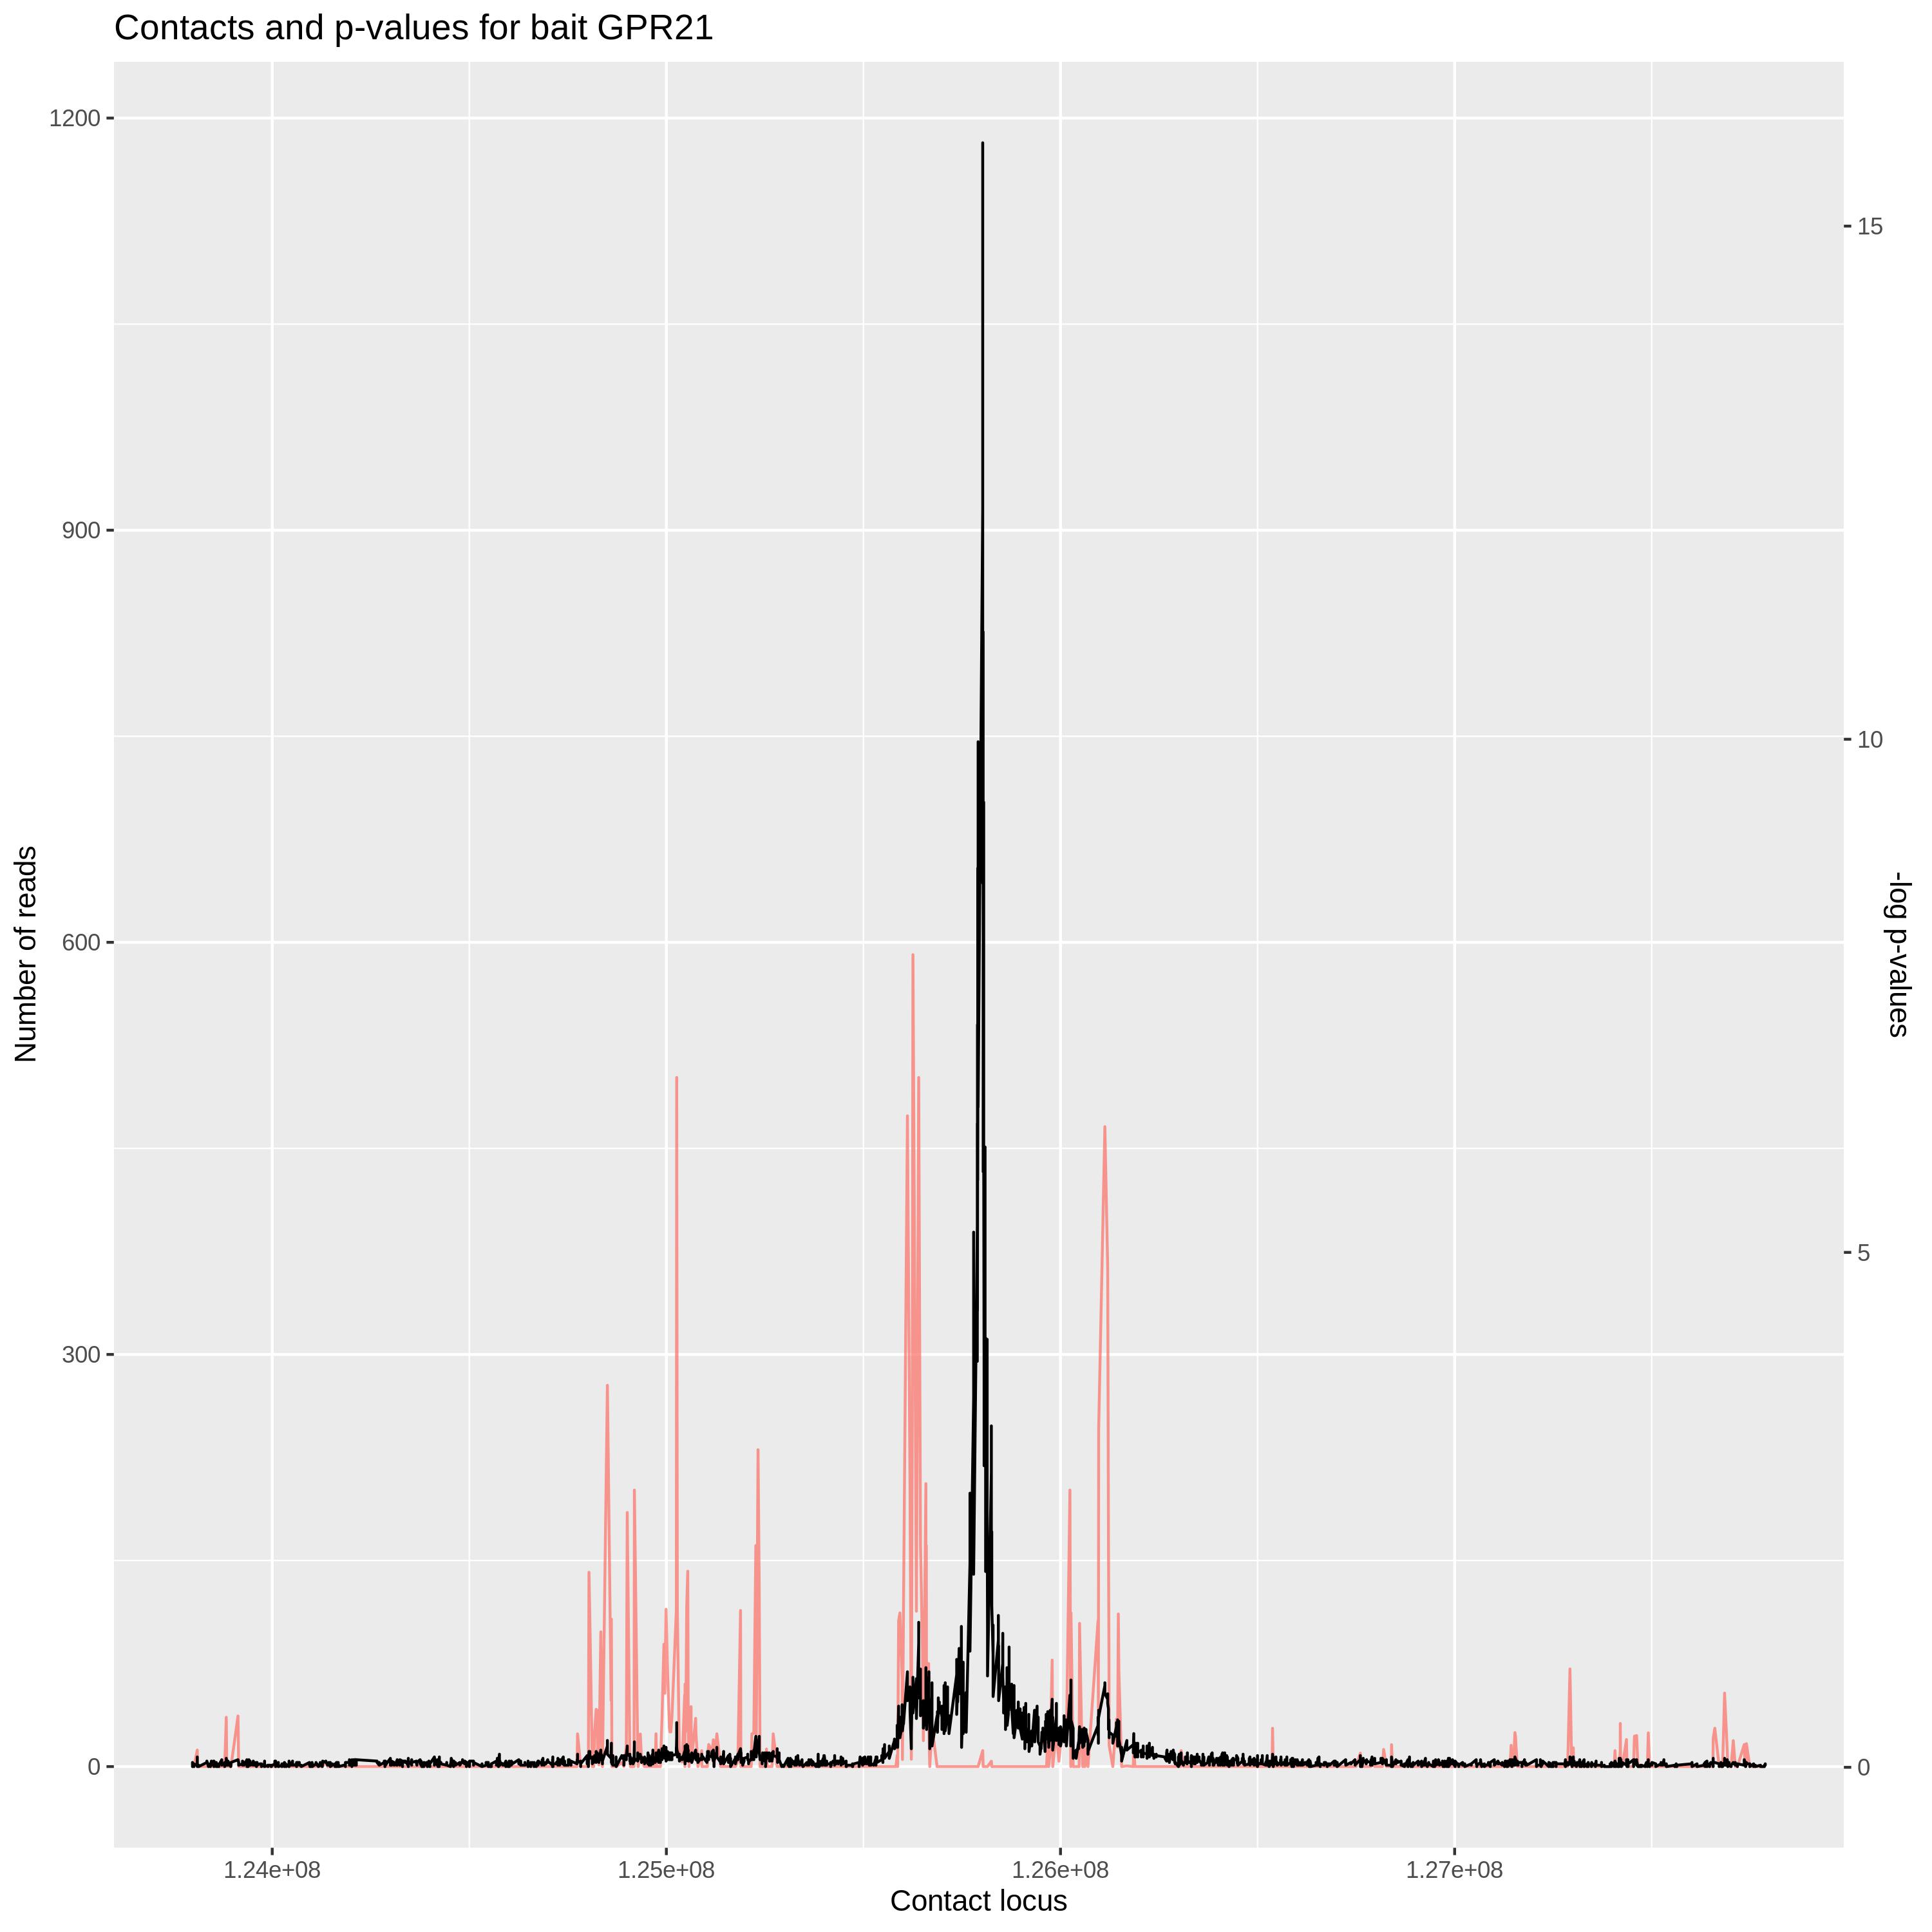 Contacts and p-values for bait GPR21
1200
900
600
300
0
Number of reads
15
10
5
0
-log p-values
1.24e+08
1.25e+08
1.26e+08
1.27e+08
Contact locus